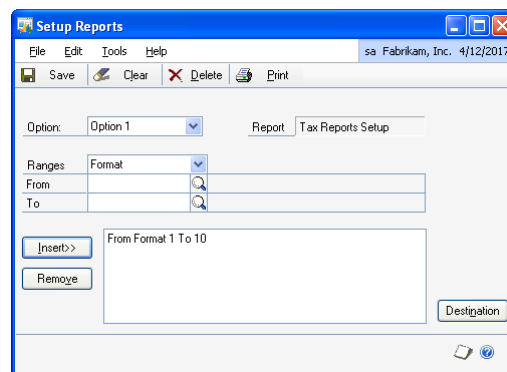 Setup Reports
File Edit Tools Help sa Fabrikam, Inc. 4/12/2017
Save Clear Delete Print
Option: Option 1 Report Tax Reports Setup
Ranges Format
From
To
Insert>> From Format 1 To 10
Remove
Destination